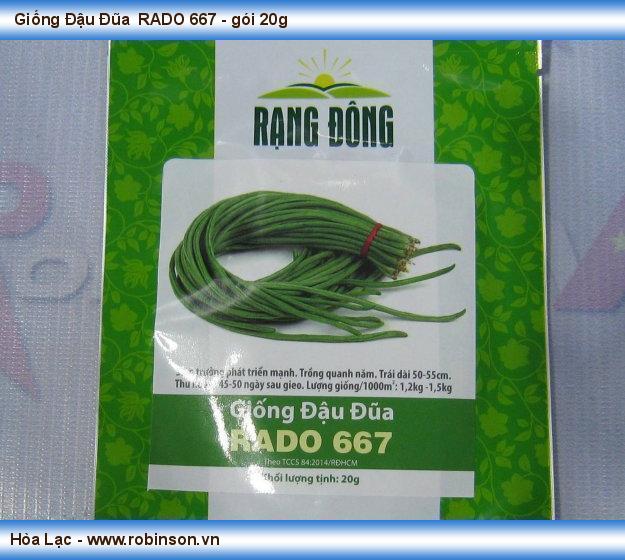 Giống Đậu Đũa RADO 667 - gói 20g
RẠNG ĐÔNG
trưởng phát triển mạnh. Trồng quanh năm. Trái dài 50-55cm.
Thu 45-50 ngày sau gieo. Lượng giống/1000m²: 1,2kg -1,5kg
Giống Đậu Đũa
RADO 667
Theo TCCS 84:2014/RĐHCM
Khối lượng tịnh: 20g
Hòa Lạc - www.robinson.vn